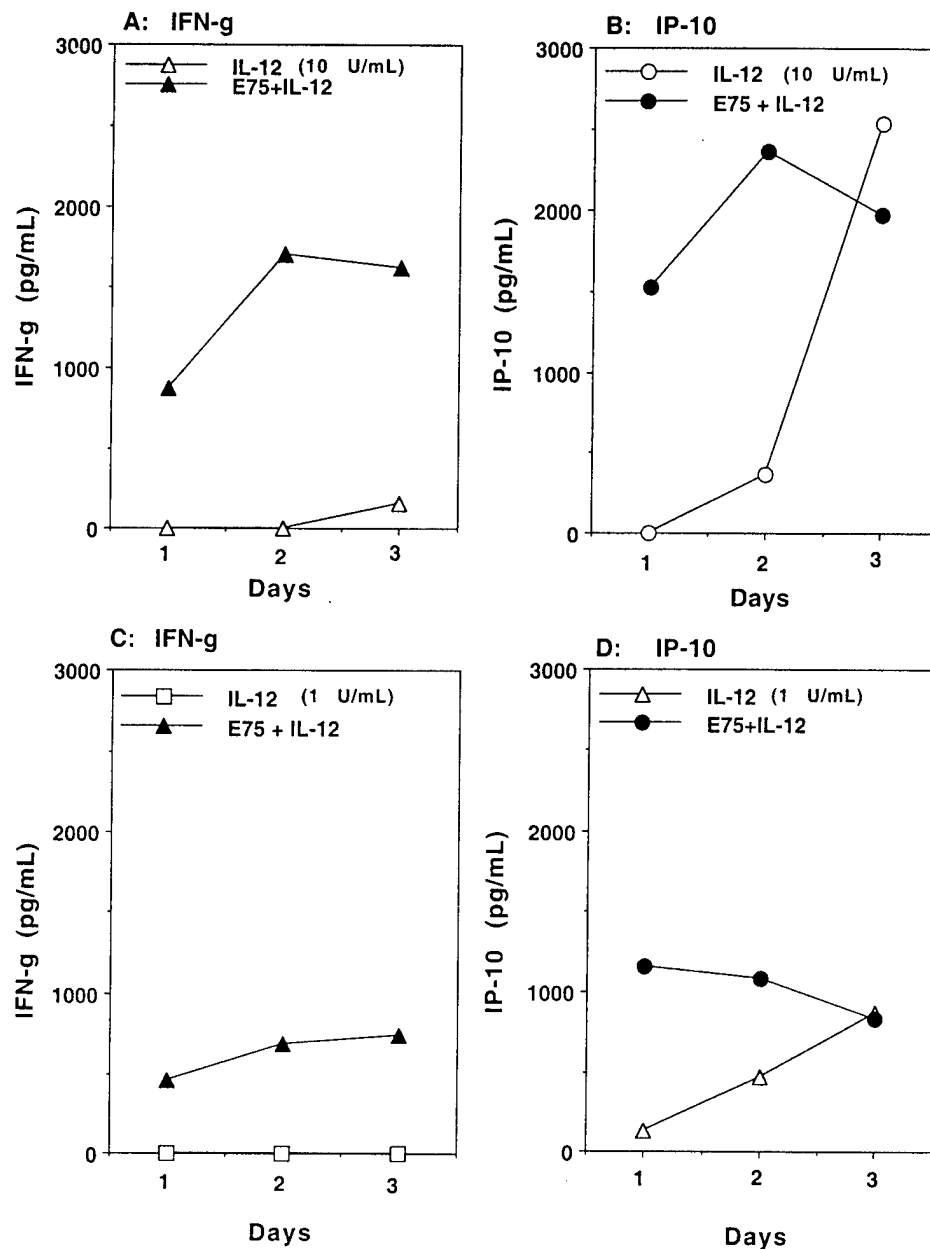 A: IFN-g
3000
IL-12 (10 U/mL)
E75+IL-12
2000
1000
0
IFN-g (pg/mL)
1 2 3
Days
B: IP-10
3000
IL-12 (10 U/mL)
E75 + IL-12
2000
1000
0
IP-10 (pg/mL)
1 2 3
Days
C: IFN-g
3000
IL-12 (1 U/mL)
E75 + IL-12
2000
1000
0
IFN-g (pg/mL)
1 2 3
Days
D: IP-10
3000
IL-12 (1 U/mL)
E75+IL-12
2000
1000
0
IP-10 (pg/mL)
1 2 3
Days